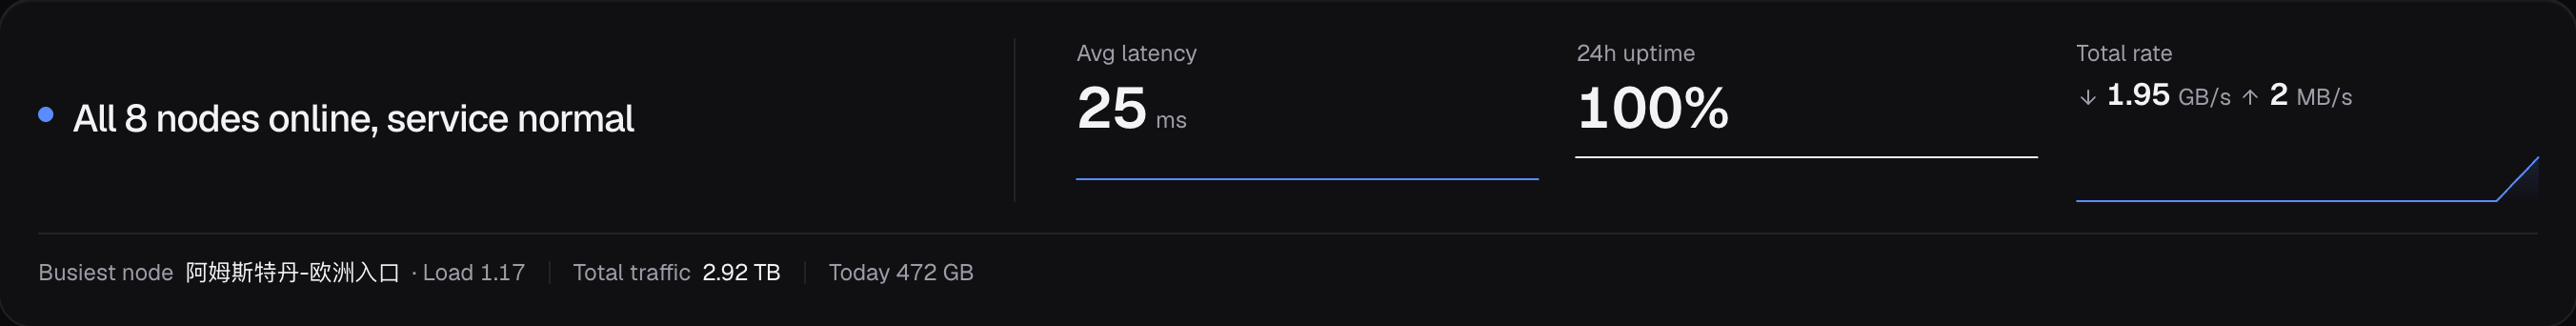 All 8 nodes online, service normal
Avg latency
25 ms
24h uptime
100%
Total rate
↓ 1.95 GB/s ↑ 2 MB/s
Busiest node 阿姆斯特丹-欧洲入口 · Load 1.17
Total traffic 2.92 TB
Today 472 GB